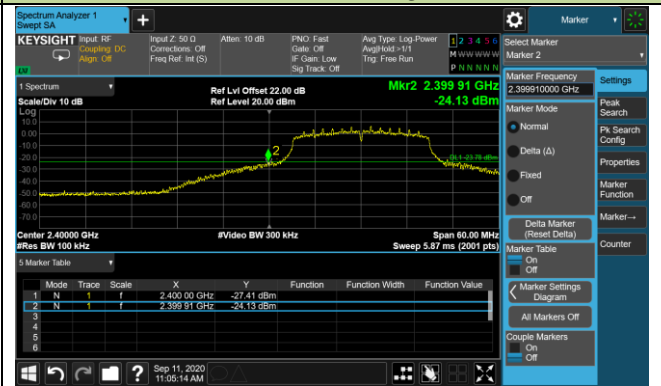 Spectrum Analyzer 1
Swept SA
Marker
KEYSIGHT Input: RF
Coupling: DC
Align: Off
Input Z: 50 Ω
Corrections: Off
Freq Ref: Int (S)
Atten: 10 dB
PNO: Fast
Gate: Off
IF Gain: Low
Sig Track: Off
Avg Type: Log-Power
Avg|Hold:>1/1
Trig: Free Run
1 2 3 4 5 6
M W W W W W
P N N N N N
LXI
Select Marker
Marker 2
1 Spectrum
Scale/Div 10 dB
Log
Ref Lvl Offset 22.00 dB
Ref Level 20.00 dBm
Mkr2 2.399 91 GHz
-24.13 dBm
10.0
0.00
-10.0
-20.0
-30.0
-40.0
-50.0
-60.0
-70.0
2
DL1 -23.78 dBm
Center 2.40000 GHz
#Res BW 100 kHz
#Video BW 300 kHz
Span 60.00 MHz
Sweep 5.87 ms (2001 pts)
5 Marker Table
Mode Trace Scale X Y Function Function Width Function Value
1 N 1 f 2.400 00 GHz -27.41 dBm
2 N 1 f 2.399 91 GHz -24.13 dBm
3
4
5
6
Marker Frequency
2.399910000 GHz
Marker Mode
Normal
Delta (Δ)
Fixed
Off
Delta Marker
(Reset Delta)
Marker Table
On
Off
Marker Settings
Diagram
All Markers Off
Couple Markers
On
Off
Settings
Peak
Search
Pk Search
Config
Properties
Marker
Function
Marker→
Counter
?
Sep 11, 2020
11:05:14 AM